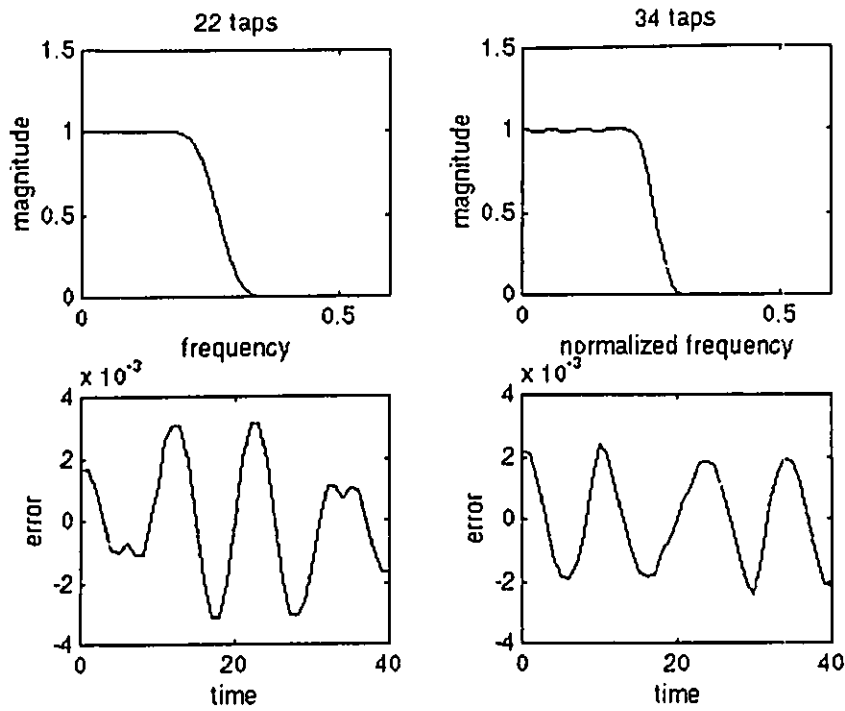 22 taps
34 taps
1.5
1
0.5
0
magnitude
0
0.5
frequency
1.5
1
0.5
0
magnitude
0
0.5
normalized frequency
x 10⁻³
4
2
0
-2
-4
error
0
20
40
time
x 10⁻³
4
2
0
-2
-4
error
0
20
40
time